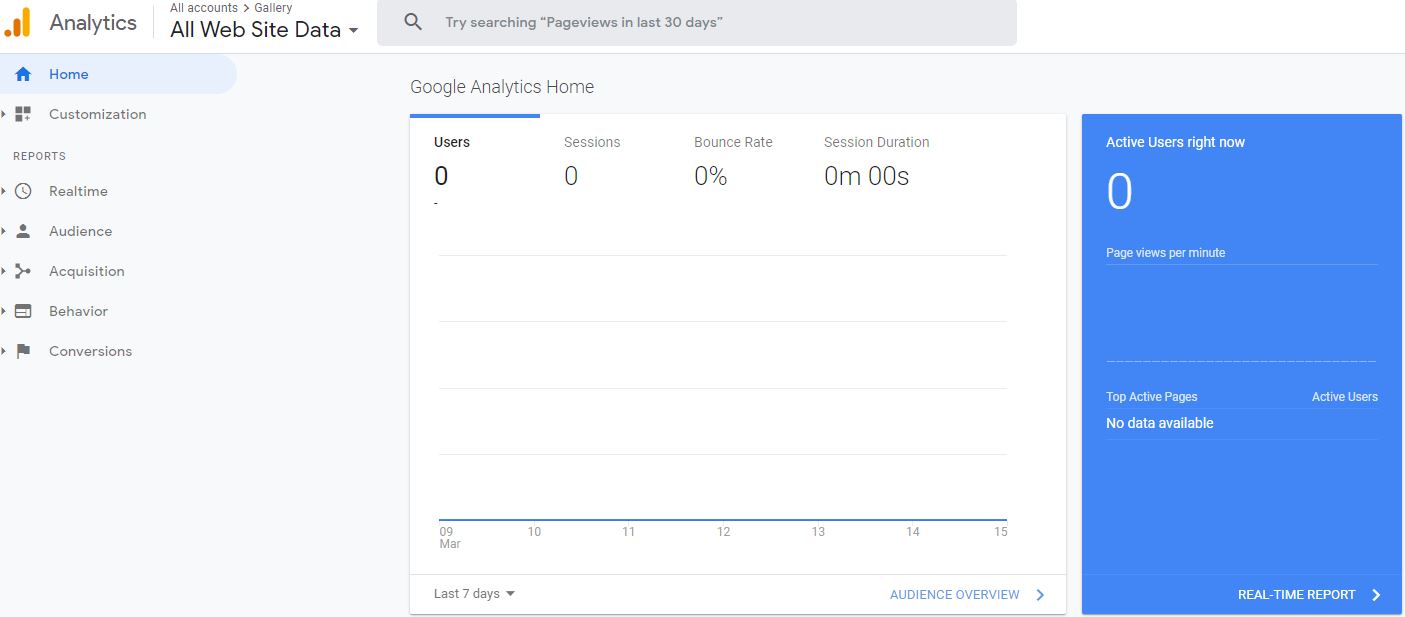 Analytics
All accounts > Gallery
All Web Site Data
Try searching “Pageviews in last 30 days”
Home
Customization
REPORTS
Realtime
Audience
Acquisition
Behavior
Conversions
Google Analytics Home
Users Sessions Bounce Rate Session Duration
0 0 0% 0m 00s
-
09 10 11 12 13 14 15
Mar
Last 7 days
AUDIENCE OVERVIEW
Active Users right now
0
Page views per minute
Top Active Pages Active Users
No data available
REAL-TIME REPORT